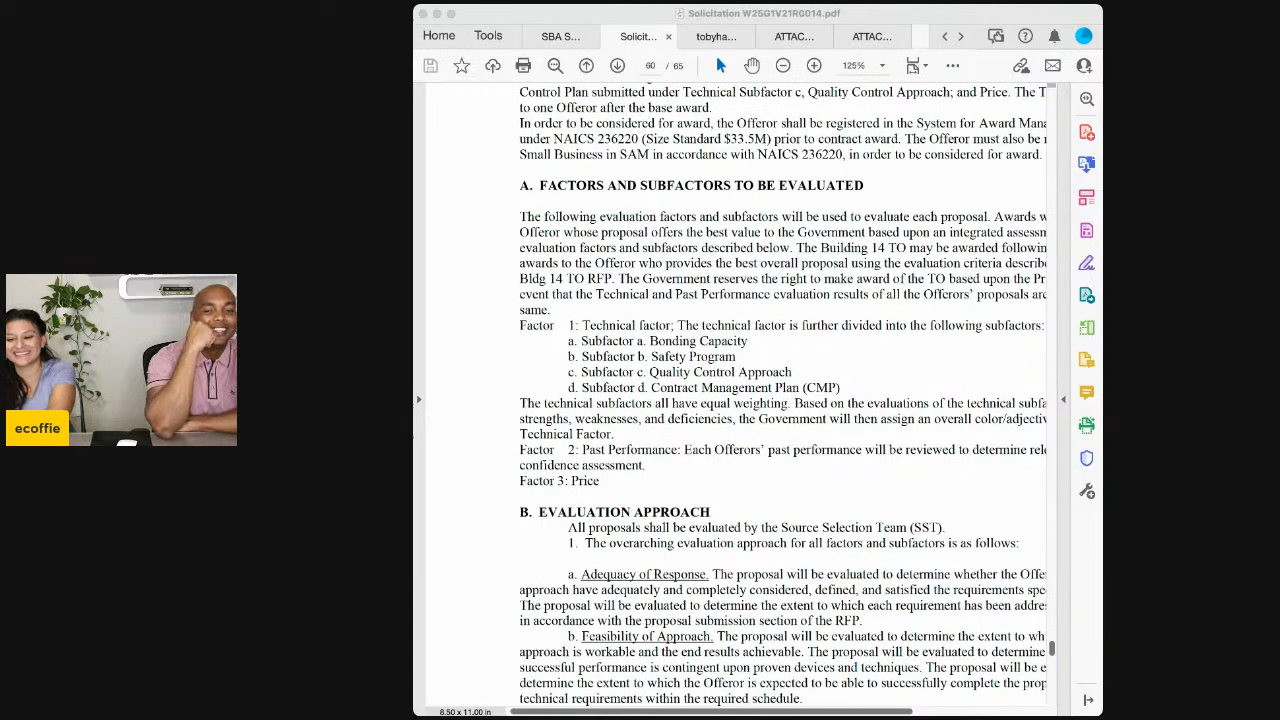 Solicitation W25G1V21R0014.pdf
Home Tools SBA S... Solicit... × tobyha... ATTAC... ATTAC...
60 / 65 125%
Control Plan submitted under Technical Subfactor c, Quality Control Approach; and Price. The T
to one Offeror after the base award.
In order to be considered for award, the Offeror shall be registered in the System for Award Mana
under NAICS 236220 (Size Standard $33.5M) prior to contract award. The Offeror must also be r
Small Business in SAM in accordance with NAICS 236220, in order to be considered for award.
A. FACTORS AND SUBFACTORS TO BE EVALUATED
The following evaluation factors and subfactors will be used to evaluate each proposal. Awards w
Offeror whose proposal offers the best value to the Government based upon an integrated assessm
evaluation factors and subfactors described below. The Building 14 TO may be awarded followin
awards to the Offeror who provides the best overall proposal using the evaluation criteria describe
Bldg 14 TO RFP. The Government reserves the right to make award of the TO based upon the Pr
event that the Technical and Past Performance evaluation results of all the Offerors' proposals are
same.
Factor 1: Technical factor; The technical factor is further divided into the following subfactors:
a. Subfactor a. Bonding Capacity
b. Subfactor b. Safety Program
c. Subfactor c. Quality Control Approach
d. Subfactor d. Contract Management Plan (CMP)
The technical subfactors all have equal weighting. Based on the evaluations of the technical subfa
strengths, weaknesses, and deficiencies, the Government will then assign an overall color/adjectiv
Technical Factor.
Factor 2: Past Performance: Each Offerors' past performance will be reviewed to determine rele
confidence assessment.
Factor 3: Price
B. EVALUATION APPROACH
All proposals shall be evaluated by the Source Selection Team (SST).
1. The overarching evaluation approach for all factors and subfactors is as follows:
a. Adequacy of Response. The proposal will be evaluated to determine whether the Offe
approach have adequately and completely considered, defined, and satisfied the requirements spe
The proposal will be evaluated to determine the extent to which each requirement has been addre
in accordance with the proposal submission section of the RFP.
b. Feasibility of Approach. The proposal will be evaluated to determine the extent to wh
approach is workable and the end results achievable. The proposal will be evaluated to determine
successful performance is contingent upon proven devices and techniques. The proposal will be e
determine the extent to which the Offeror is expected to be able to successfully complete the prop
technical requirements within the required schedule.
8.50 x 11.00 in
ecoffie